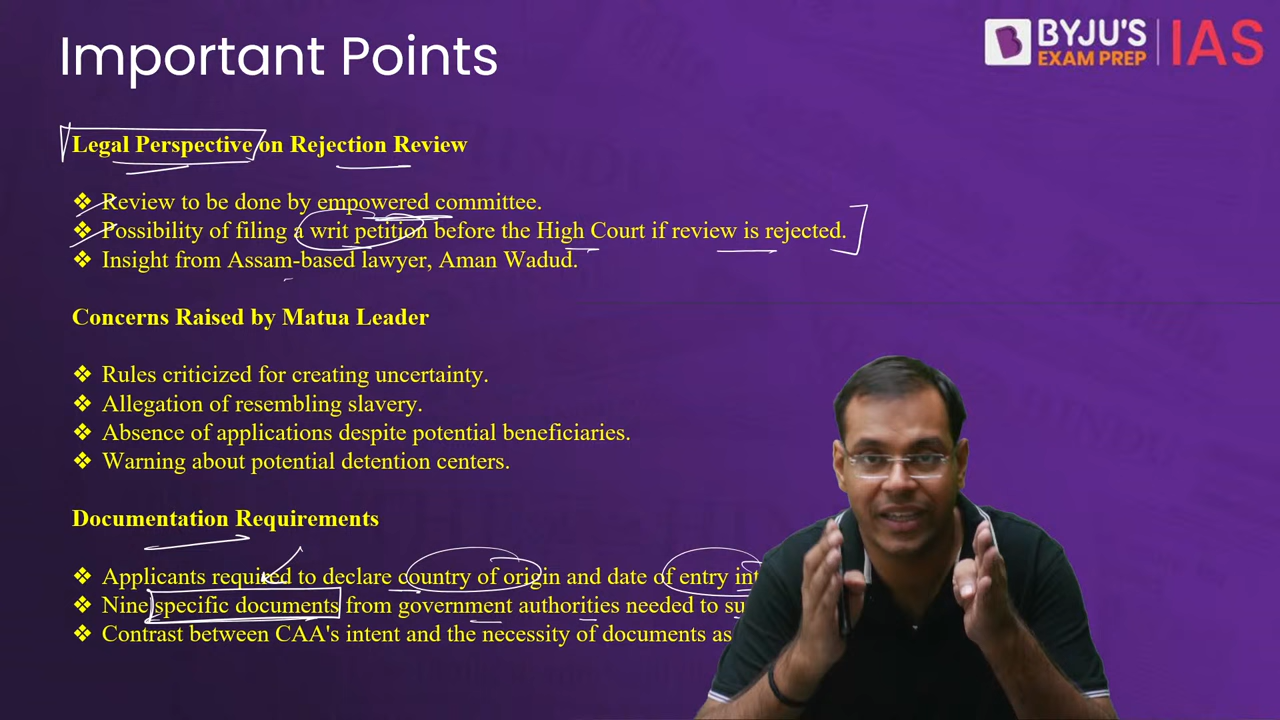 Important Points
BYJU'S
EXAM PREP
IAS
Legal Perspective on Rejection Review
❖ Review to be done by empowered committee.
❖ Possibility of filing a writ petition before the High Court if review is rejected.
❖ Insight from Assam-based lawyer, Aman Wadud.
Concerns Raised by Matua Leader
❖ Rules criticized for creating uncertainty.
❖ Allegation of resembling slavery.
❖ Absence of applications despite potential beneficiaries.
❖ Warning about potential detention centers.
Documentation Requirements
❖ Applicants required to declare country of origin and date of entry
❖ Nine specific documents from government authorities needed to
❖ Contrast between CAA's intent and the necessity of documents as